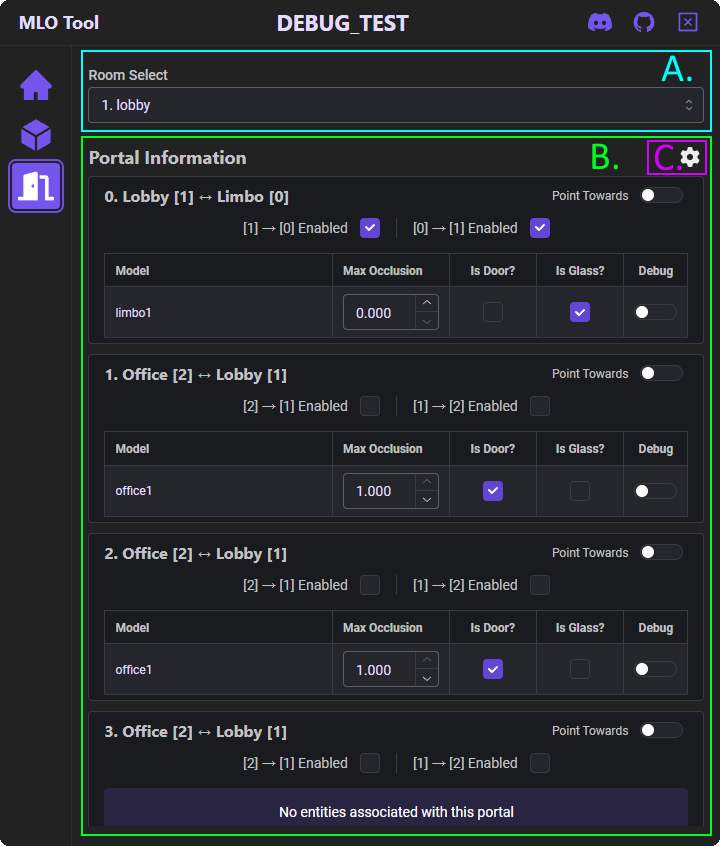 MLO Tool
DEBUG_TEST
A.
Room Select
1. lobby
B.
C.
Portal Information
0. Lobby [1] ↔ Limbo [0]
Point Towards
[1] → [0] Enabled
[0] → [1] Enabled
Model Max Occlusion Is Door? Is Glass? Debug
limbo1 0.000
1. Office [2] ↔ Lobby [1]
Point Towards
[2] → [1] Enabled
[1] → [2] Enabled
Model Max Occlusion Is Door? Is Glass? Debug
office1 1.000
2. Office [2] ↔ Lobby [1]
Point Towards
[2] → [1] Enabled
[1] → [2] Enabled
Model Max Occlusion Is Door? Is Glass? Debug
office1 1.000
3. Office [2] ↔ Lobby [1]
Point Towards
[2] → [1] Enabled
[1] → [2] Enabled
No entities associated with this portal